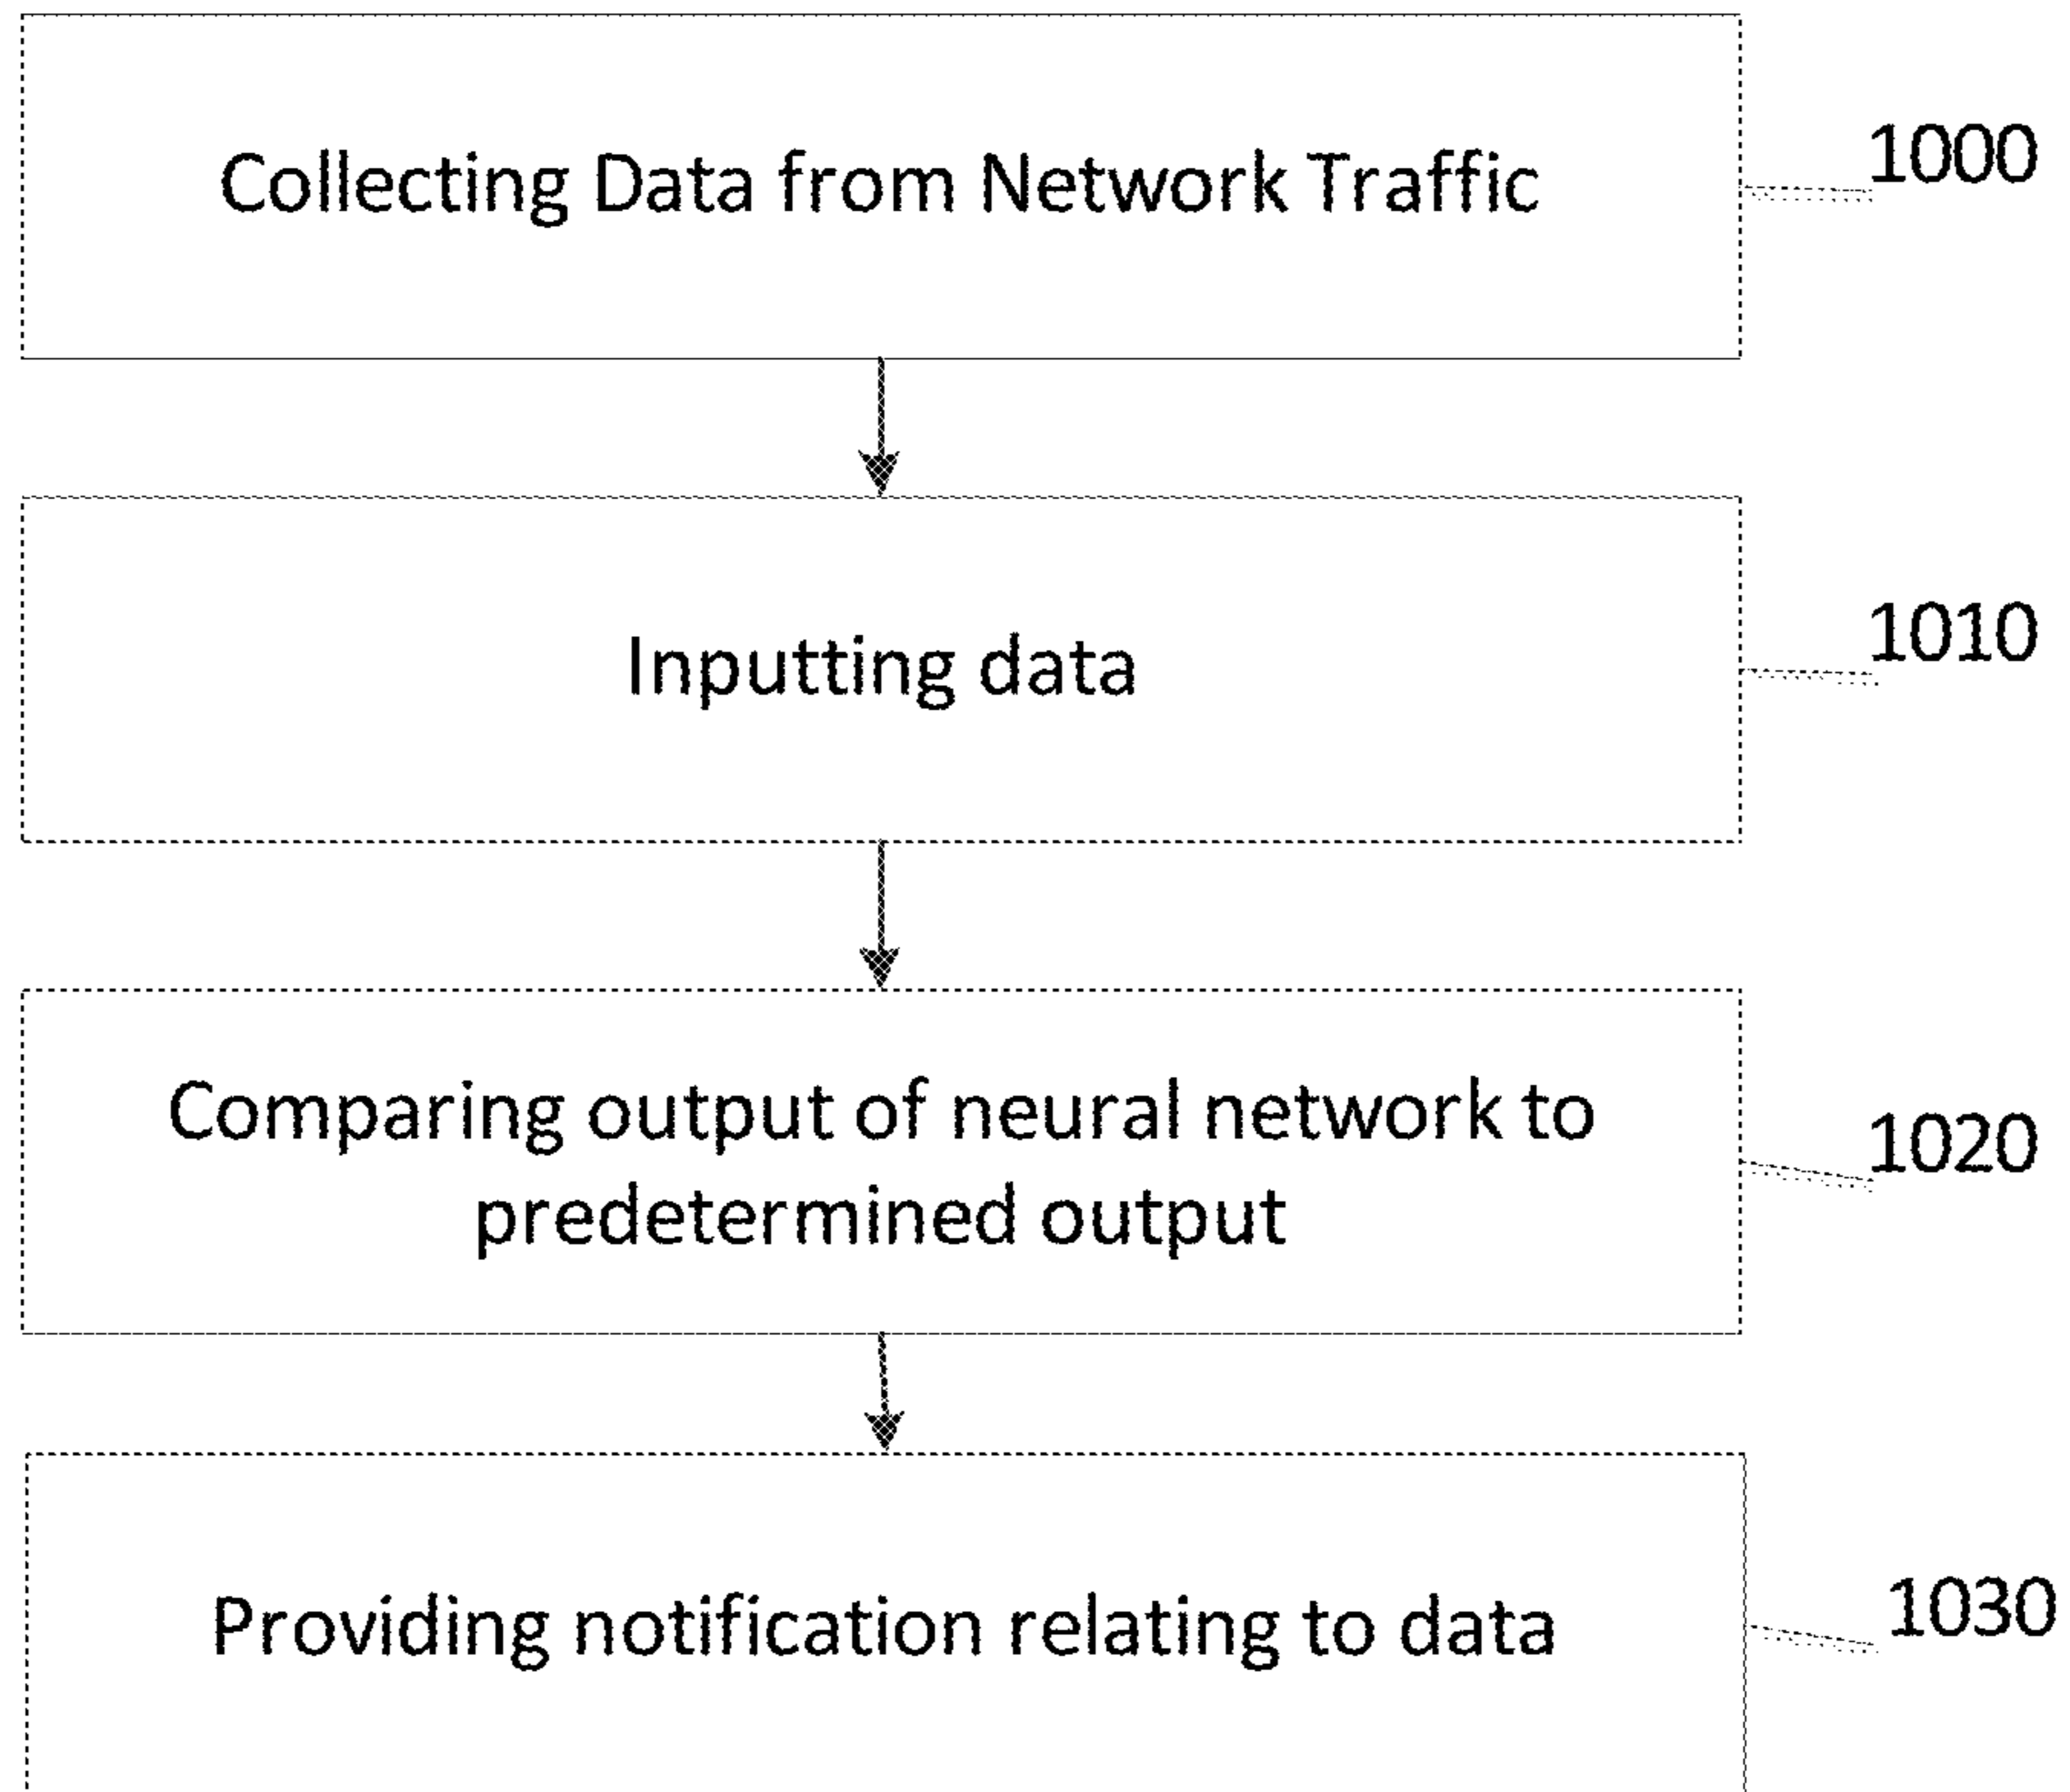 Collecting Data from Network Traffic
1000
Inputting data
1010
Comparing output of neural network to
predetermined output
1020
Providing notification relating to data
1030